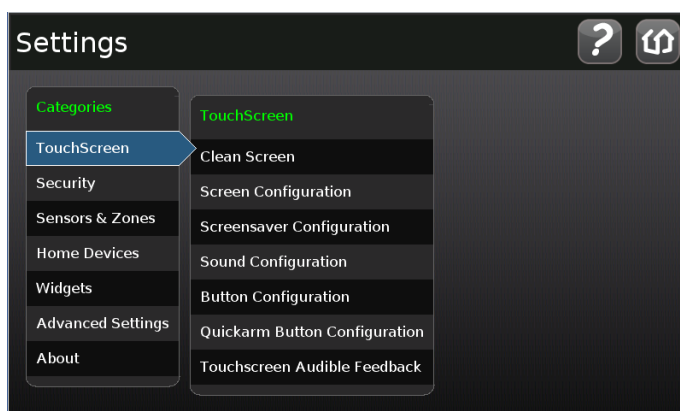 Settings
?
Categories
TouchScreen
Security
Sensors & Zones
Home Devices
Widgets
Advanced Settings
About
TouchScreen
Clean Screen
Screen Configuration
Screensaver Configuration
Sound Configuration
Button Configuration
Quickarm Button Configuration
Touchscreen Audible Feedback